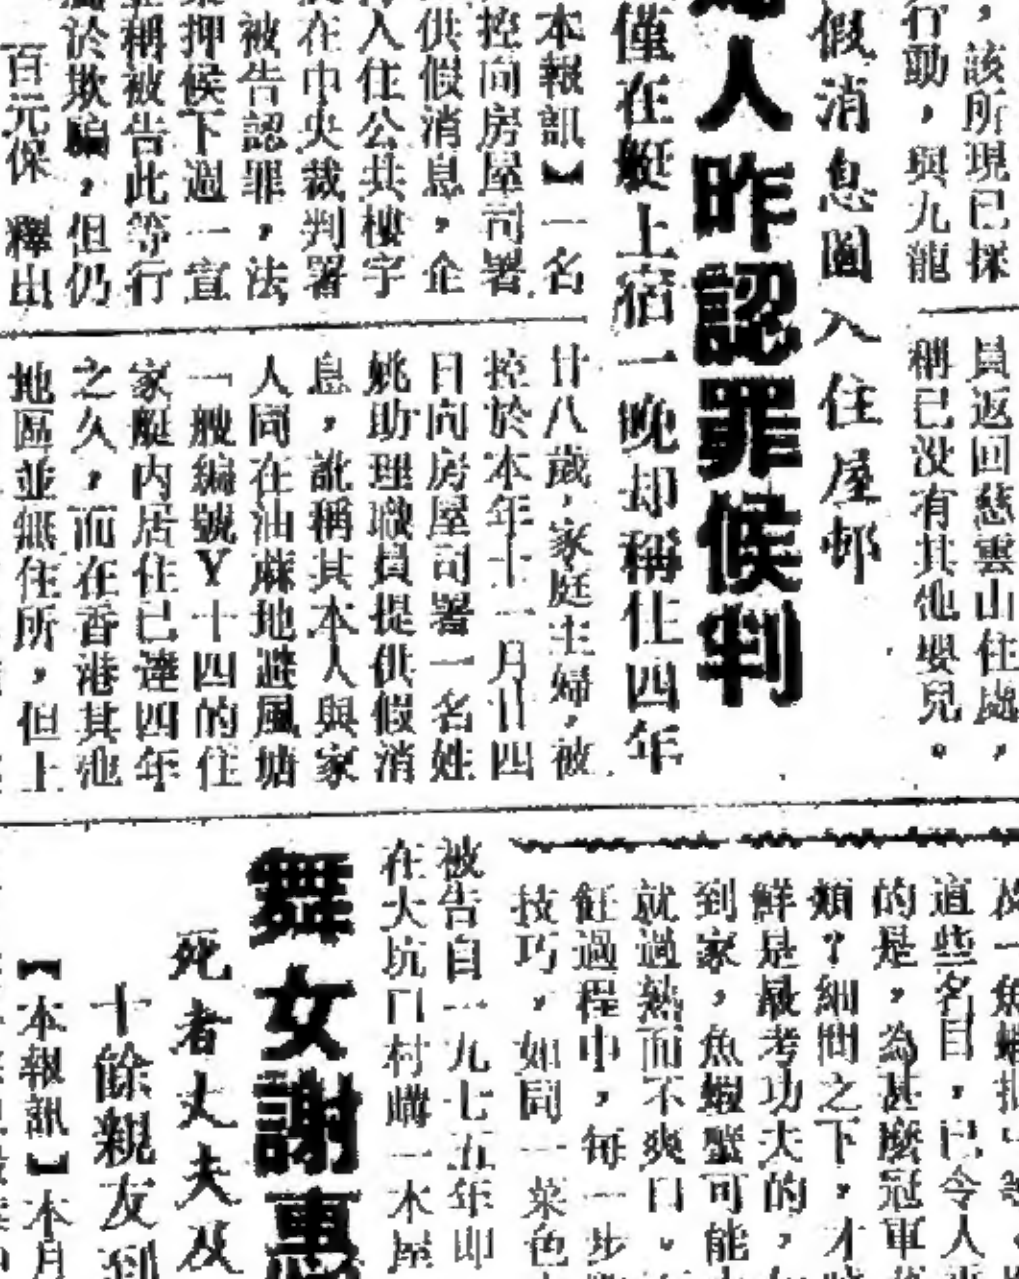 ，該所現已採
行動，與九龍
員返回慈雲山住處，
稱已没有其他嬰兒。
假消息圖入住屋邨
人昨認罪候判
僅在艇上宿一晚却稱住四年
本報訊】一名
控向房屋司署
供假消息，企
人住公共樓宇
在中央裁判署
被告認罪，法
押候下週一宣
稱被告此等行
於欺騙，但仍
百元保　釋出
廿八歲，家庭主婦，被
控於本年十一月廿四
日向房屋司署一名姓
姚助理職員提供假消
息，訛稱其本人與家
人同在油蔴地避風塘
一艘編號Y十四的住
家艇内居住已達四年
之久，而在香港其他
地區並無住所，但上
一魚蝦
道些名目，已令人
的是，為甚麼冠軍
類？細問之下，才
鮮是最考功夫的，
到家，魚蝦蟹可能
就過熟而不爽口。
飪過程中，每一步
技巧，如同一菜色
被告自一九七五年即
在大坑口村購一木屋
舞女謝惠
死者丈夫及
十餘親友到
【本報訊】本月